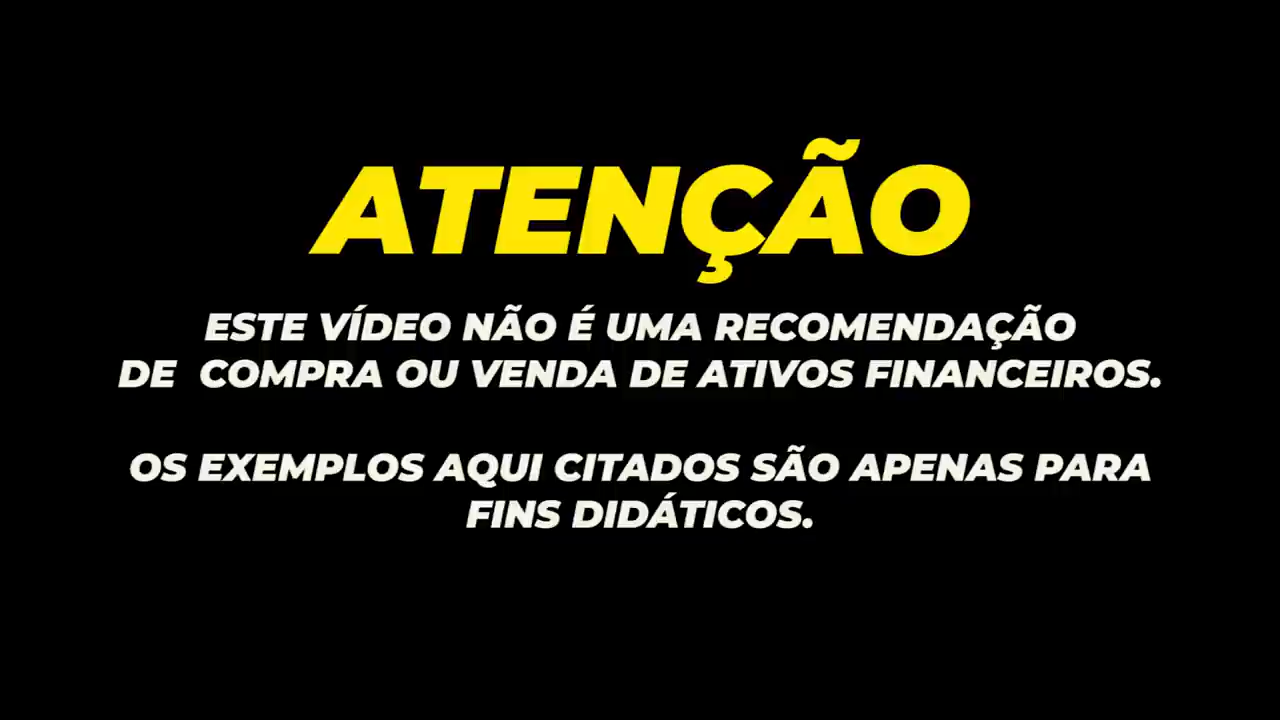 ATENÇÃO
ESTE VÍDEO NÃO É UMA RECOMENDAÇÃO
DE  COMPRA OU VENDA DE ATIVOS FINANCEIROS.
OS EXEMPLOS AQUI CITADOS SÃO APENAS PARA
FINS DIDÁTICOS.